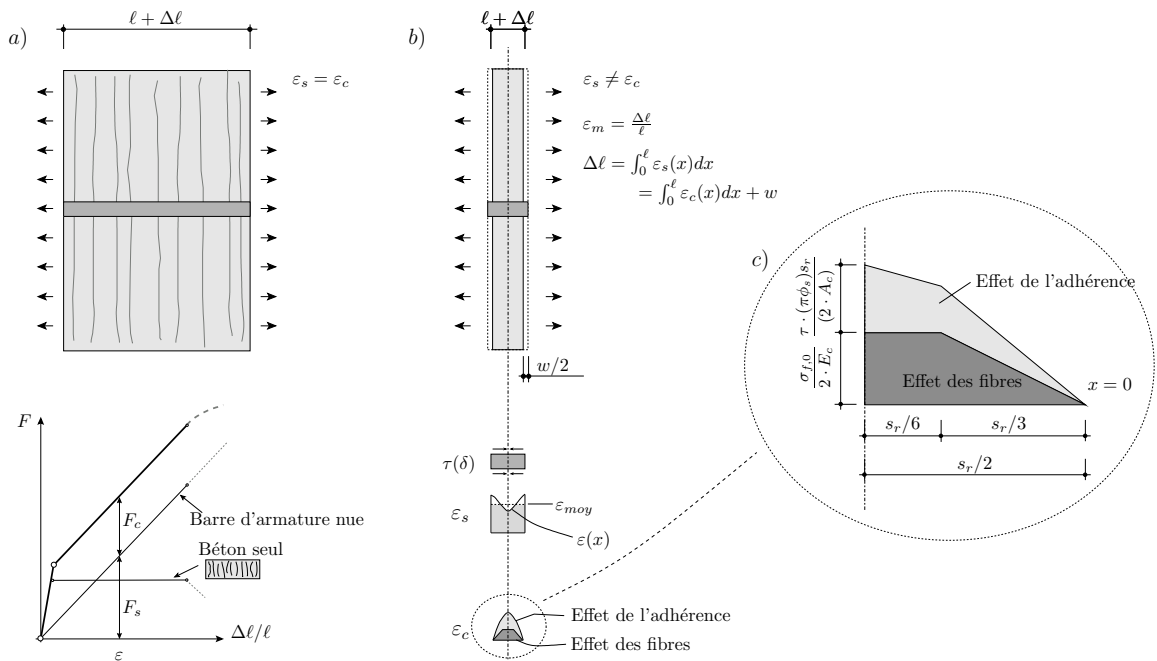 a)
ℓ + Δℓ
ε_s = ε_c
b)
ℓ + Δℓ
ε_s ≠ ε_c
ε_m = Δℓ/ℓ
Δℓ = ∫_0^ℓ ε_s(x)dx
= ∫_0^ℓ ε_c(x)dx + w
w/2
F
F_c
F_s
Barre d'armature nue
Béton seul
Δℓ/ℓ
ε
τ(δ)
ε_s
ε_moy
ε(x)
ε_c
Effet de l'adhérence
Effet des fibres
c)
τ · (πϕ_s)s_r / (2 · A_c)
σ_{f,0} / 2 · E_c
Effet de l'adhérence
Effet des fibres
x = 0
s_r/6
s_r/3
s_r/2